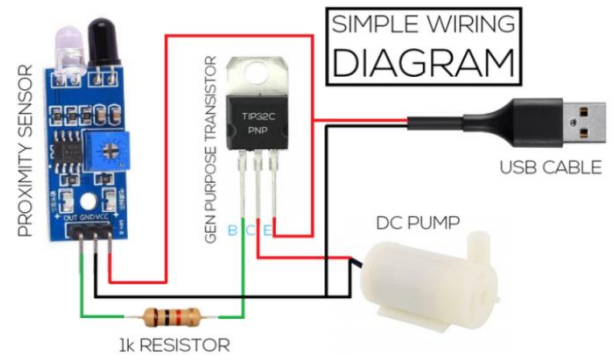 SIMPLE WIRING
DIAGRAM
PROXIMITY SENSOR
GEN PURPOSE TRANSISTOR
TIP32C
PNP
USB CABLE
OUT GND VCC
B C E
DC PUMP
1k RESISTOR